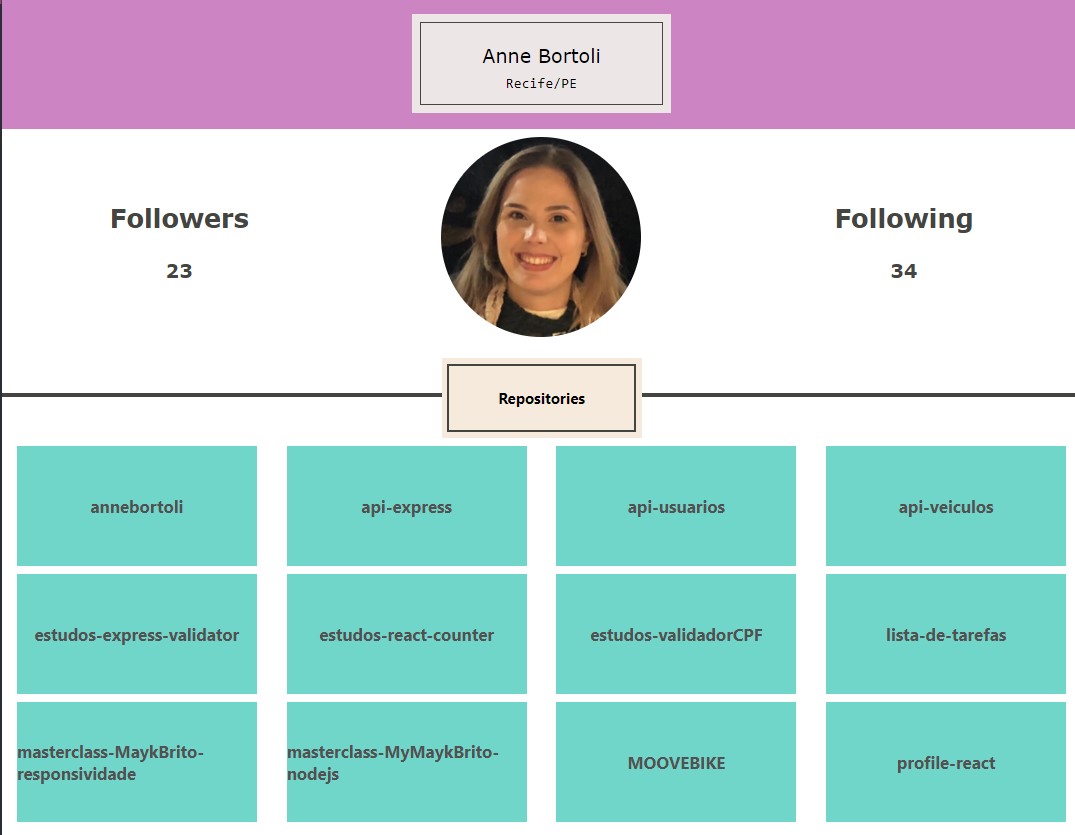 Anne Bortoli
Recife/PE
Followers
23
Following
34
Repositories
annebortoli
api-express
api-usuarios
api-veiculos
estudos-express-validator
estudos-react-counter
estudos-validadorCPF
lista-de-tarefas
masterclass-MaykBrito-
responsividade
masterclass-MyMaykBrito-
nodejs
MOOVEBIKE
profile-react